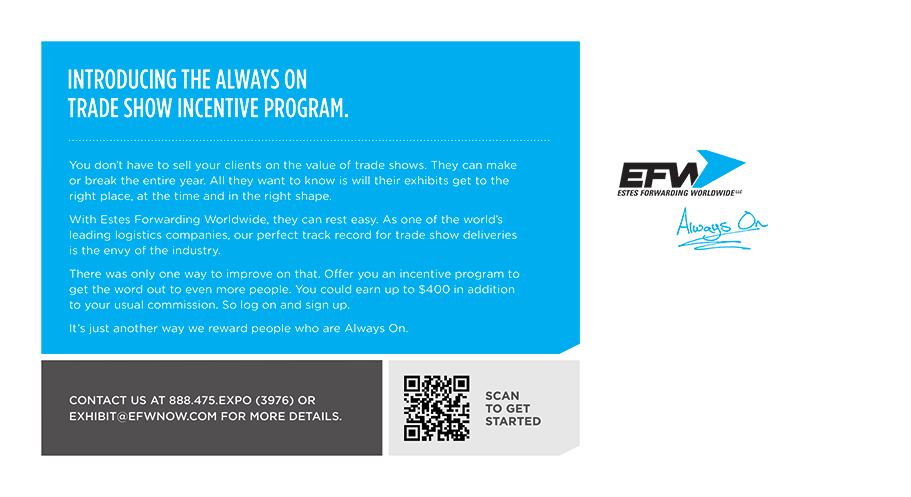 INTRODUCING THE ALWAYS ON
TRADE SHOW INCENTIVE PROGRAM.
You don't have to sell your clients on the value of trade shows. They can make
or break the entire year. All they want to know is will their exhibits get to the
right place, at the time and in the right shape.
With Estes Forwarding Worldwide, they can rest easy. As one of the world's
leading logistics companies, our perfect track record for trade show deliveries
is the envy of the industry.
There was only one way to improve on that. Offer you an incentive program to
get the word out to even more people. You could earn up to $400 in addition
to your usual commission. So log on and sign up.
It's just another way we reward people who are Always On.
CONTACT US AT 888.475.EXPO (3976) OR
EXHIBIT@EFWNOW.COM FOR MORE DETAILS.
SCAN
TO GET
STARTED
EFW
ESTES FORWARDING WORLDWIDE LLC
Always On